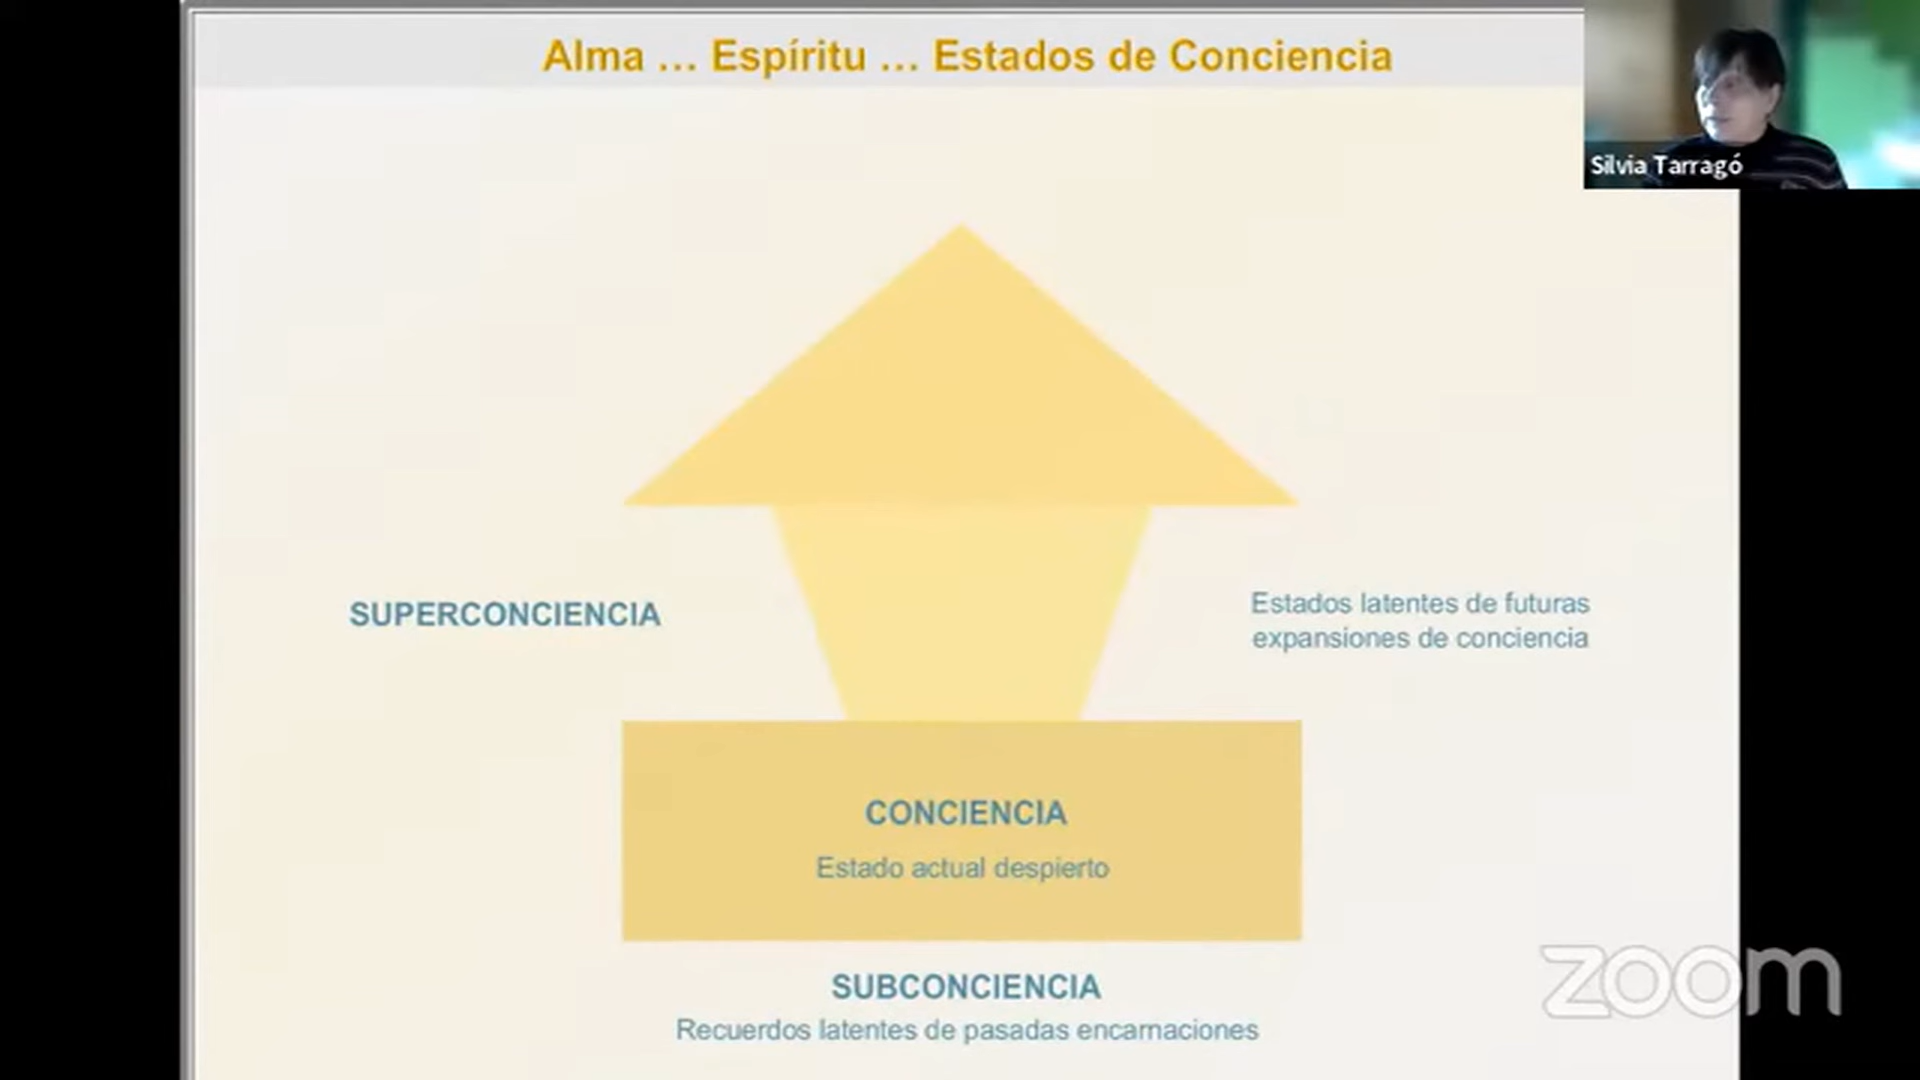 Alma ... Espíritu ... Estados de Conciencia
Silvia Tarragó
SUPERCONCIENCIA
Estados latentes de futuras
expansiones de conciencia
CONCIENCIA
Estado actual despierto
SUBCONCIENCIA
Recuerdos latentes de pasadas encarnaciones
zoom